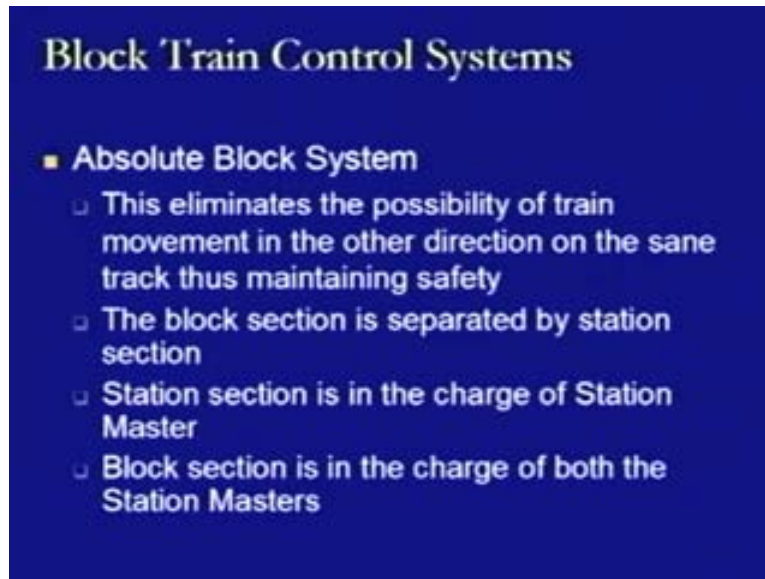 Block Train Control Systems
Absolute Block System
This eliminates the possibility of train
movement in the other direction on the sane
track thus maintaining safety
The block section is separated by station
section
Station section is in the charge of Station
Master
Block section is in the charge of both the
Station Masters